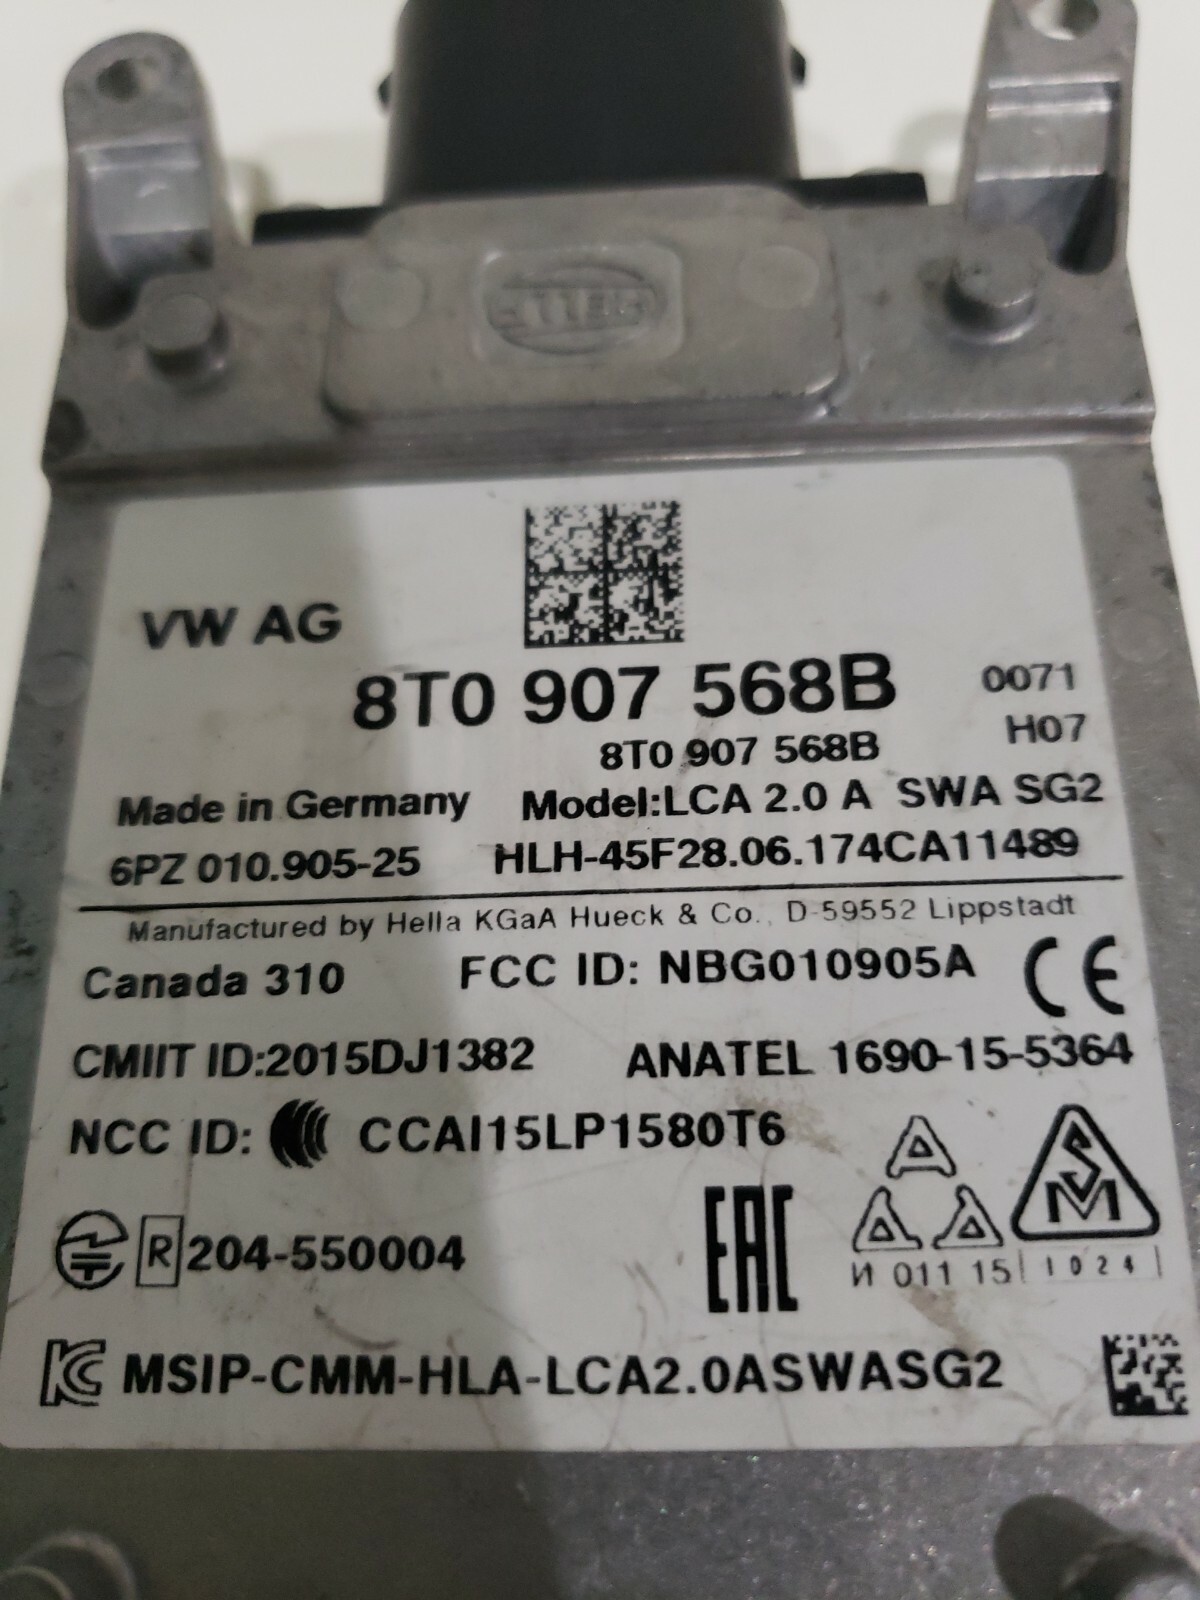 HELLA
VW AG
8T0 907 568B 0071
8T0 907 568B H07
Made in Germany Model:LCA 2.0 A SWA SG2
6PZ 010.905-25 HLH-45F28.06.174CA11489
Manufactured by Hella KGaA Hueck & Co., D-59552 Lippstadt
Canada 310 FCC ID: NBG010905A CE
CMIIT ID:2015DJ1382 ANATEL 1690-15-5364
NCC ID: CCAI15LP1580T6
R 204-550004 EAC И 011 15 SM 1024
KC MSIP-CMM-HLA-LCA2.0ASWASG2